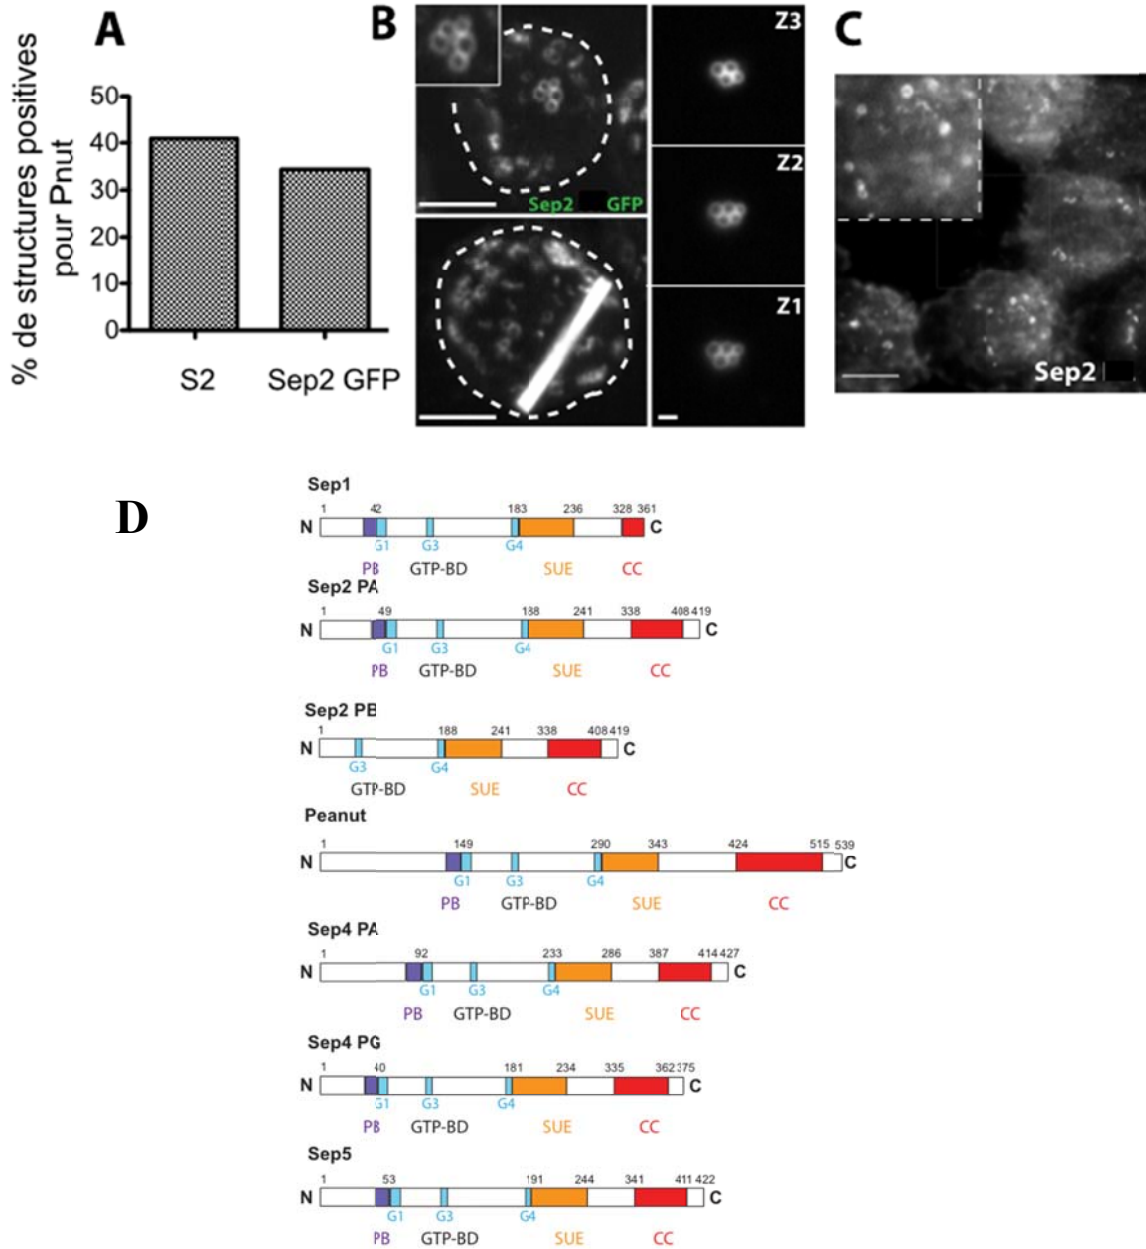 A
% de structures positives
pour Pnut
50
40
30
20
10
0
S2 Sep2 GFP
B
Sep2 GFP
Z3
Z2
Z1
C
Sep2
D
Sep1
1 42 183 236 328 361
N C
G1 G3 G4
PB GTP-BD SUE CC
Sep2 PA
1 49 188 241 338 408 419
N C
G1 G3 G4
PB GTP-BD SUE CC
Sep2 PB
1 188 241 338 408 419
N C
G3 G4
GTP-BD SUE CC
Peanut
1 149 290 343 424 515 539
N C
G1 G3 G4
PB GTP-BD SUE CC
Sep4 PA
1 92 233 286 387 414 427
N C
G1 G3 G4
PB GTP-BD SUE CC
Sep4 PG
1 40 181 234 335 362 375
N C
G1 G3 G4
PB GTP-BD SUE CC
Sep5
1 53 191 244 341 411 422
N C
G1 G3 G4
PB GTP-BD SUE CC